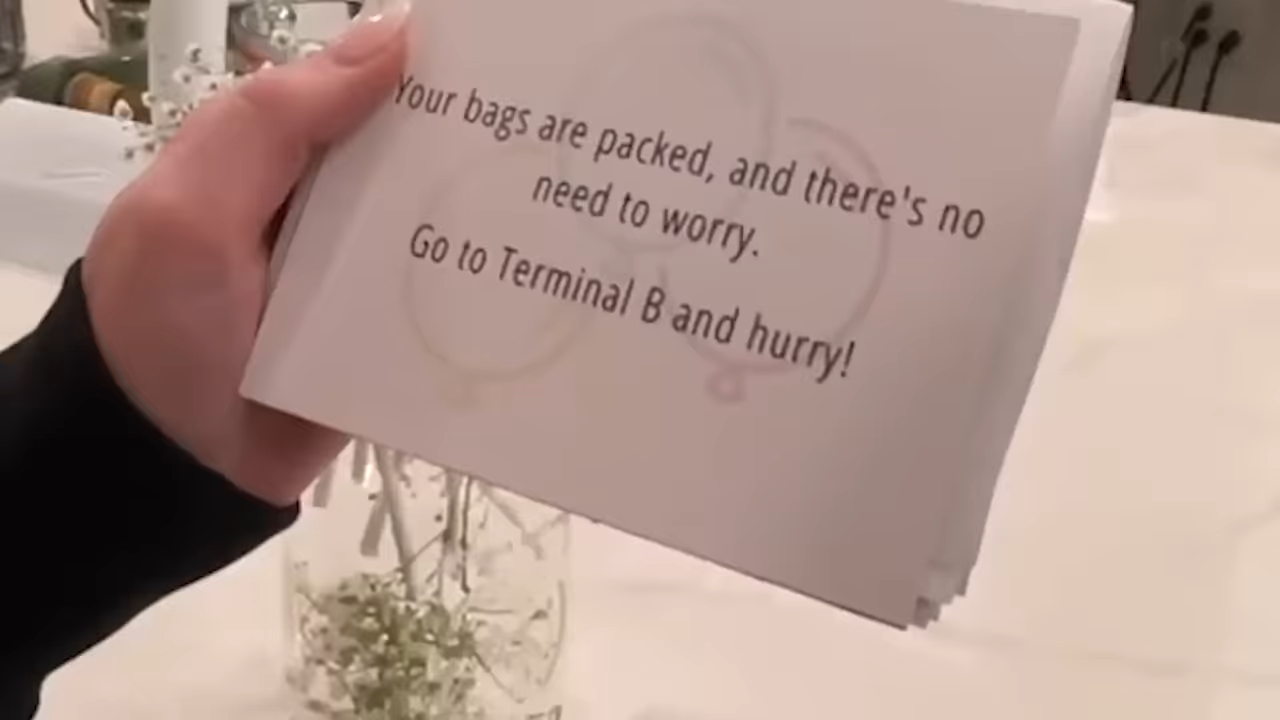 Your bags are packed, and there's no
need to worry.
Go to Terminal B and hurry!